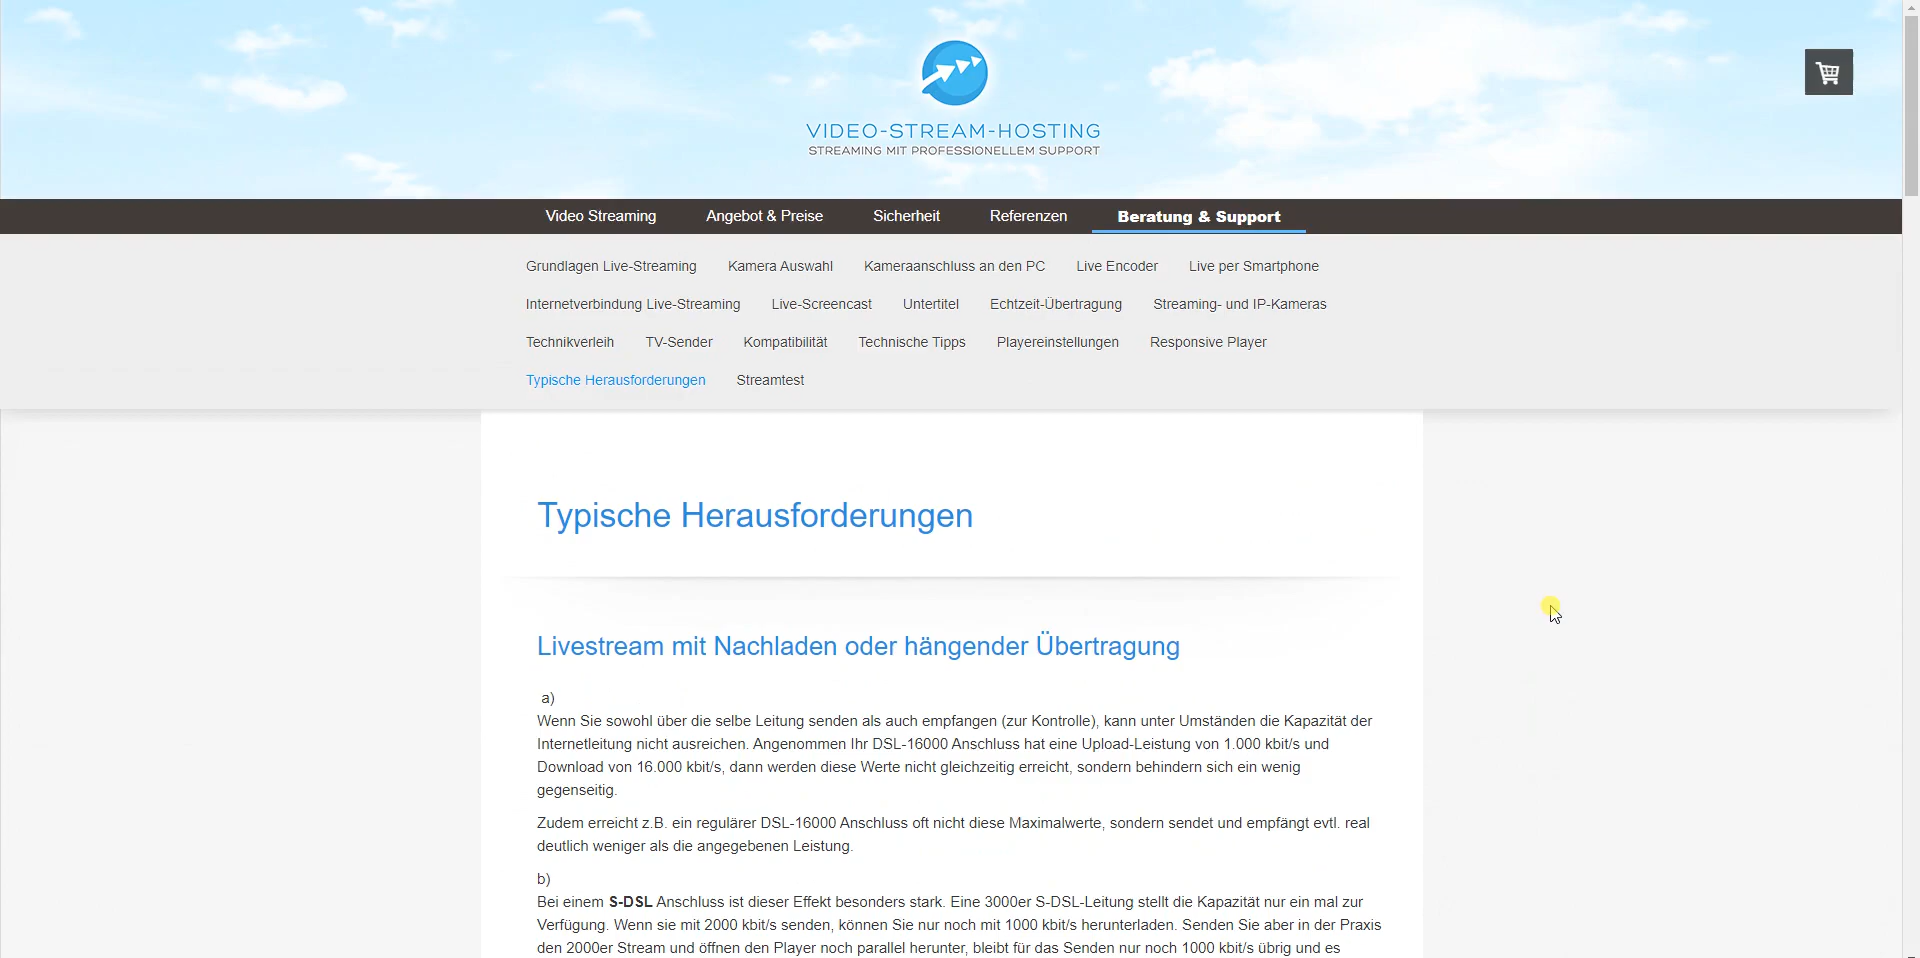 VIDEO-STREAM-HOSTING
STREAMING MIT PROFESSIONELLEM SUPPORT
Video Streaming Angebot & Preise Sicherheit Referenzen Beratung & Support
Grundlagen Live-Streaming Kamera Auswahl Kameraanschluss an den PC Live Encoder Live per Smartphone
Internetverbindung Live-Streaming Live-Screencast Untertitel Echtzeit-Übertragung Streaming- und IP-Kameras
Technikverleih TV-Sender Kompatibilität Technische Tipps Playereinstellungen Responsive Player
Typische Herausforderungen Streamtest
Typische Herausforderungen
Livestream mit Nachladen oder hängender Übertragung
a)
Wenn Sie sowohl über die selbe Leitung senden als auch empfangen (zur Kontrolle), kann unter Umständen die Kapazität der
Internetleitung nicht ausreichen. Angenommen Ihr DSL-16000 Anschluss hat eine Upload-Leistung von 1.000 kbit/s und
Download von 16.000 kbit/s, dann werden diese Werte nicht gleichzeitig erreicht, sondern behindern sich ein wenig
gegenseitig.
Zudem erreicht z.B. ein regulärer DSL-16000 Anschluss oft nicht diese Maximalwerte, sondern sendet und empfängt evtl. real
deutlich weniger als die angegebenen Leistung.
b)
Bei einem S-DSL Anschluss ist dieser Effekt besonders stark. Eine 3000er S-DSL-Leitung stellt die Kapazität nur ein mal zur
Verfügung. Wenn sie mit 2000 kbit/s senden, können Sie nur noch mit 1000 kbit/s herunterladen. Senden Sie aber in der Praxis
den 2000er Stream und öffnen den Player noch parallel herunter, bleibt für das Senden nur noch 1000 kbit/s übrig und es